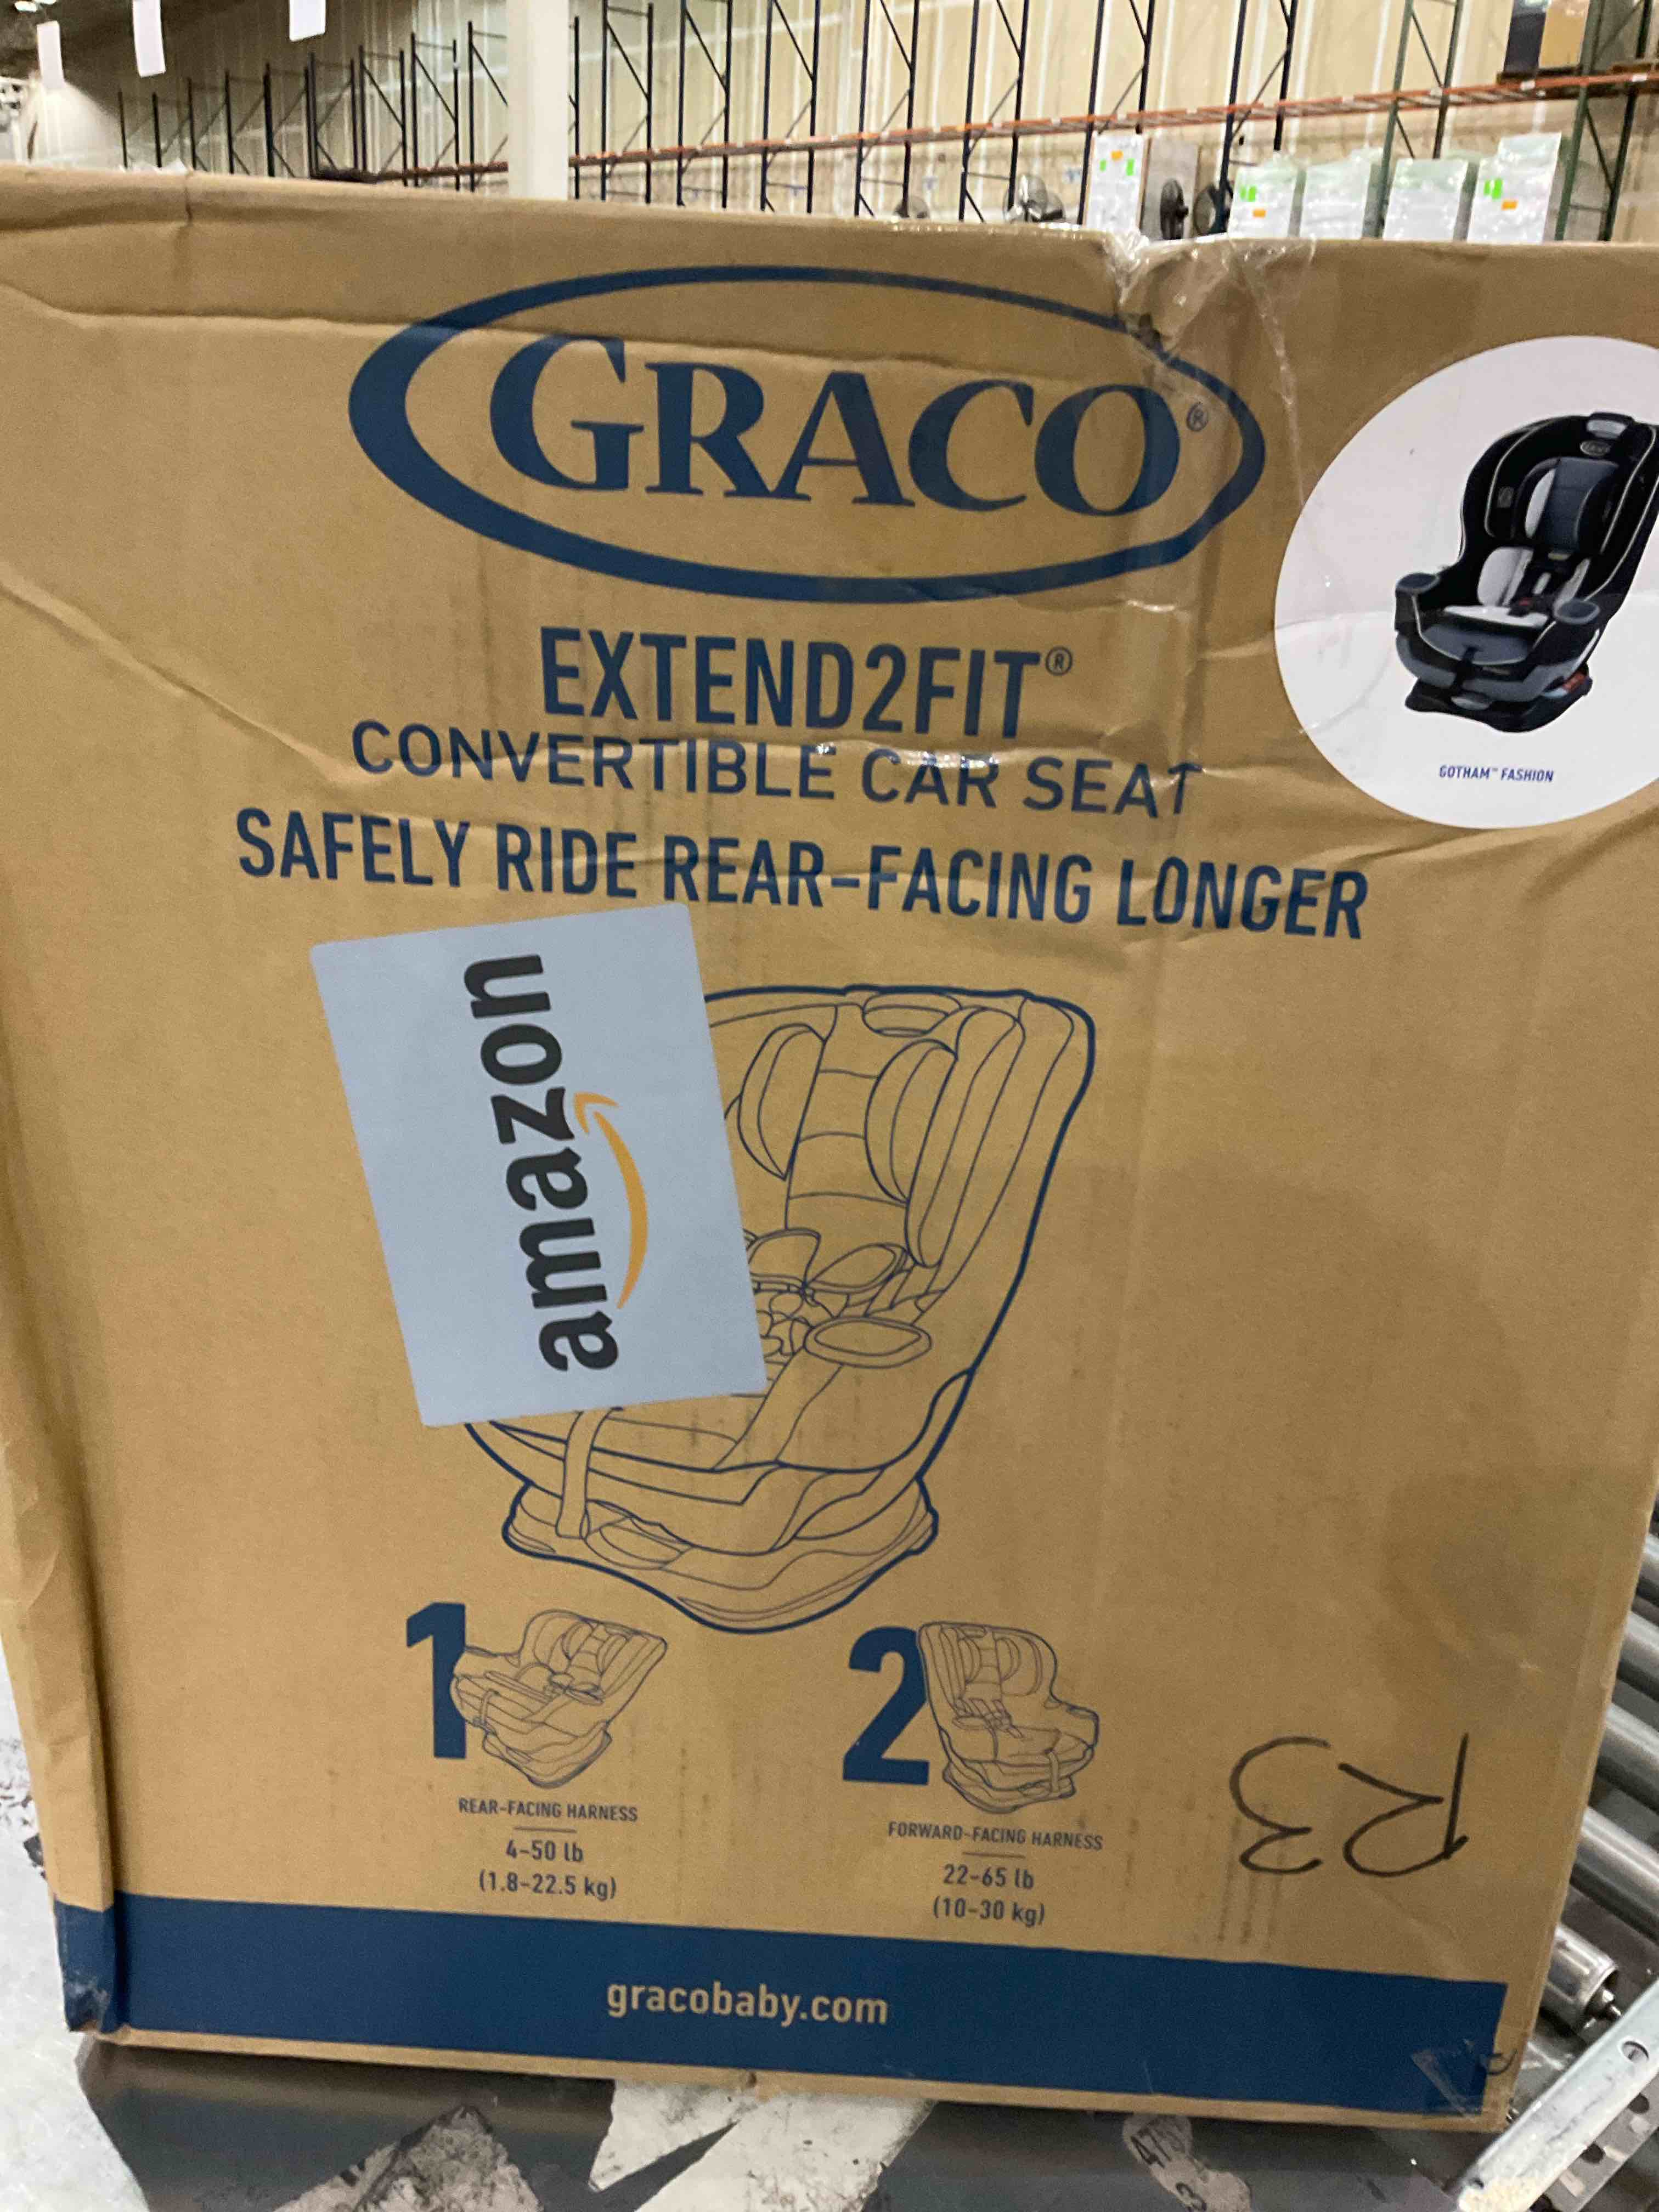 GRACO®
EXTEND2FIT®
CONVERTIBLE CAR SEAT
SAFELY RIDE REAR-FACING LONGER
GOTHAM™ FASHION
amazon
1
REAR-FACING HARNESS
4-50 lb
(1.8-22.5 kg)
2
FORWARD-FACING HARNESS
22-65 lb
(10-30 kg)
R3
gracobaby.com